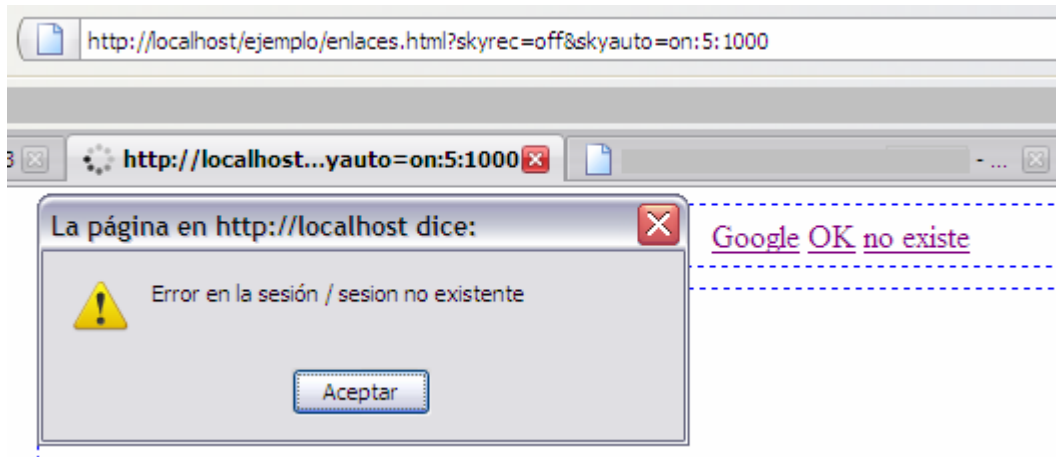 http://localhost/ejemplo/enlaces.html?skyrec=off&skyauto=on:5:1000
3 http://localhost...yauto=on:5:1000 - ...
La página en http://localhost dice:
Google OK no existe
Error en la sesión / sesion no existente
Aceptar